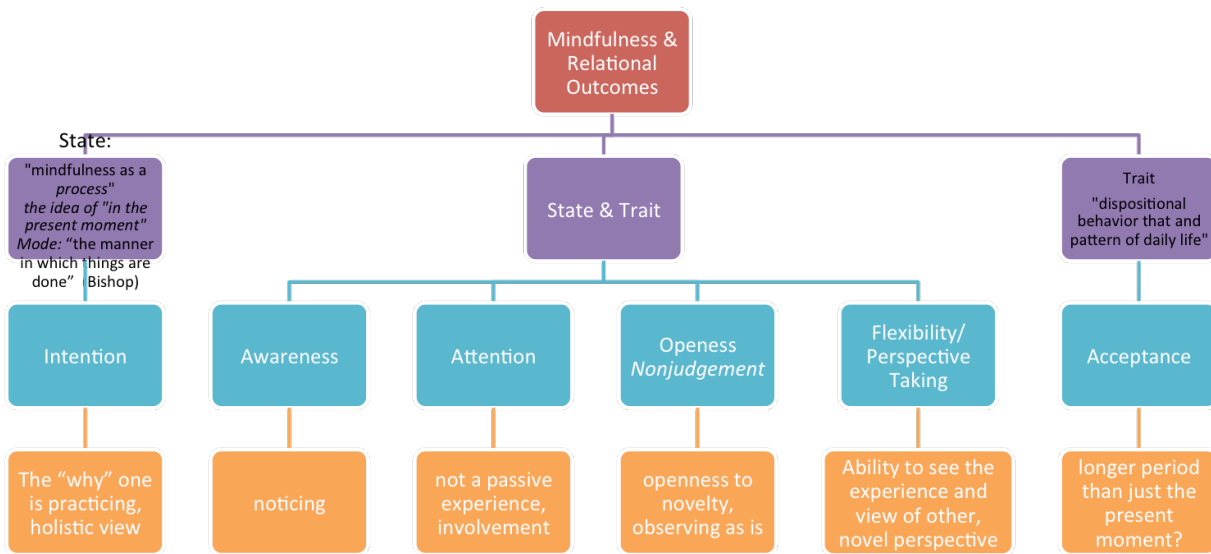 Mindfulness &
Relational
Outcomes
State:
"mindfulness as a
process"
the idea of "in the
present moment"
Mode: “the manner
in which things are
done” (Bishop)
State & Trait
Trait
"dispositional
behavior that and
pattern of daily life"
Intention
Awareness
Attention
Openess
Nonjudgement
Flexibility/
Perspective
Taking
Acceptance
The “why” one
is practicing,
holistic view
noticing
not a passive
experience,
involvement
openness to
novelty,
observing as is
Ability to see the
experience and
view of other,
novel perspective
longer period
than just the
present
moment?